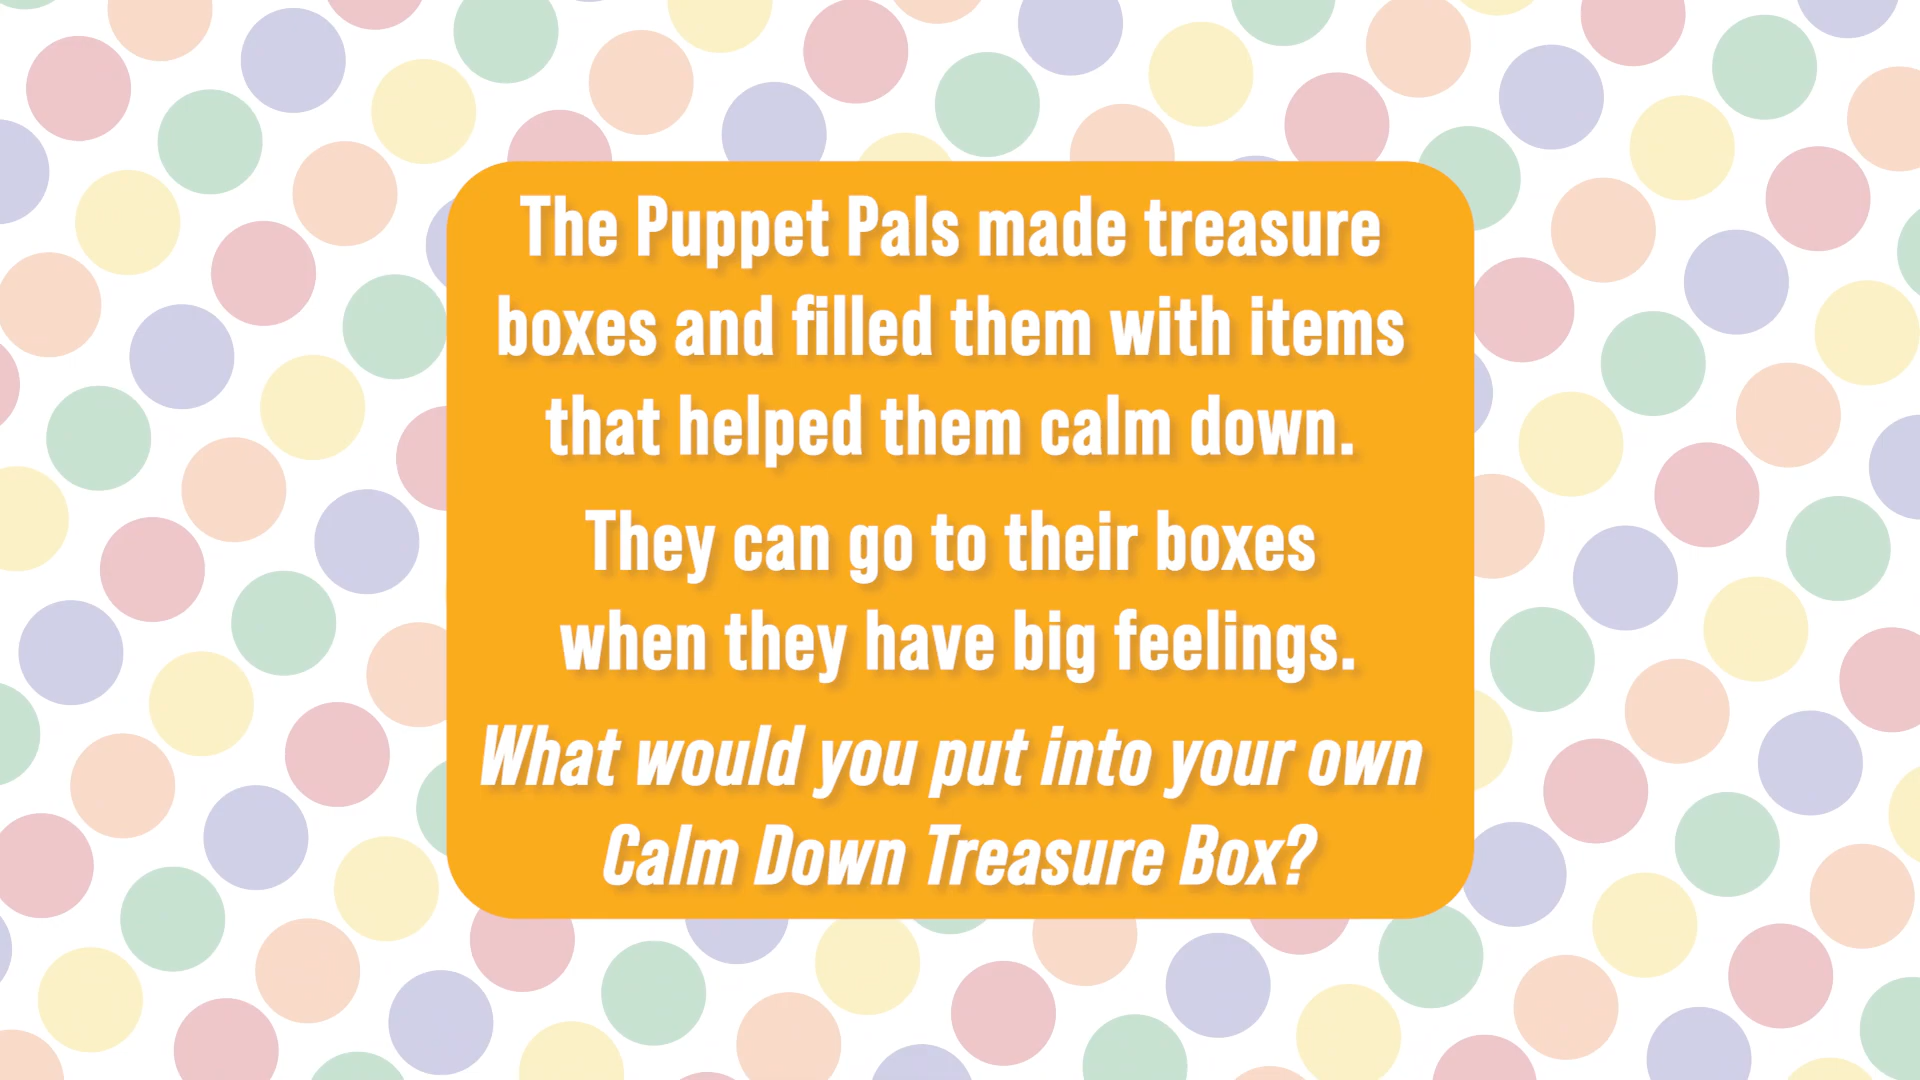 The Puppet Pals made treasure
boxes and filled them with items
that helped them calm down.
They can go to their boxes
when they have big feelings.
What would you put into your own
Calm Down Treasure Box?